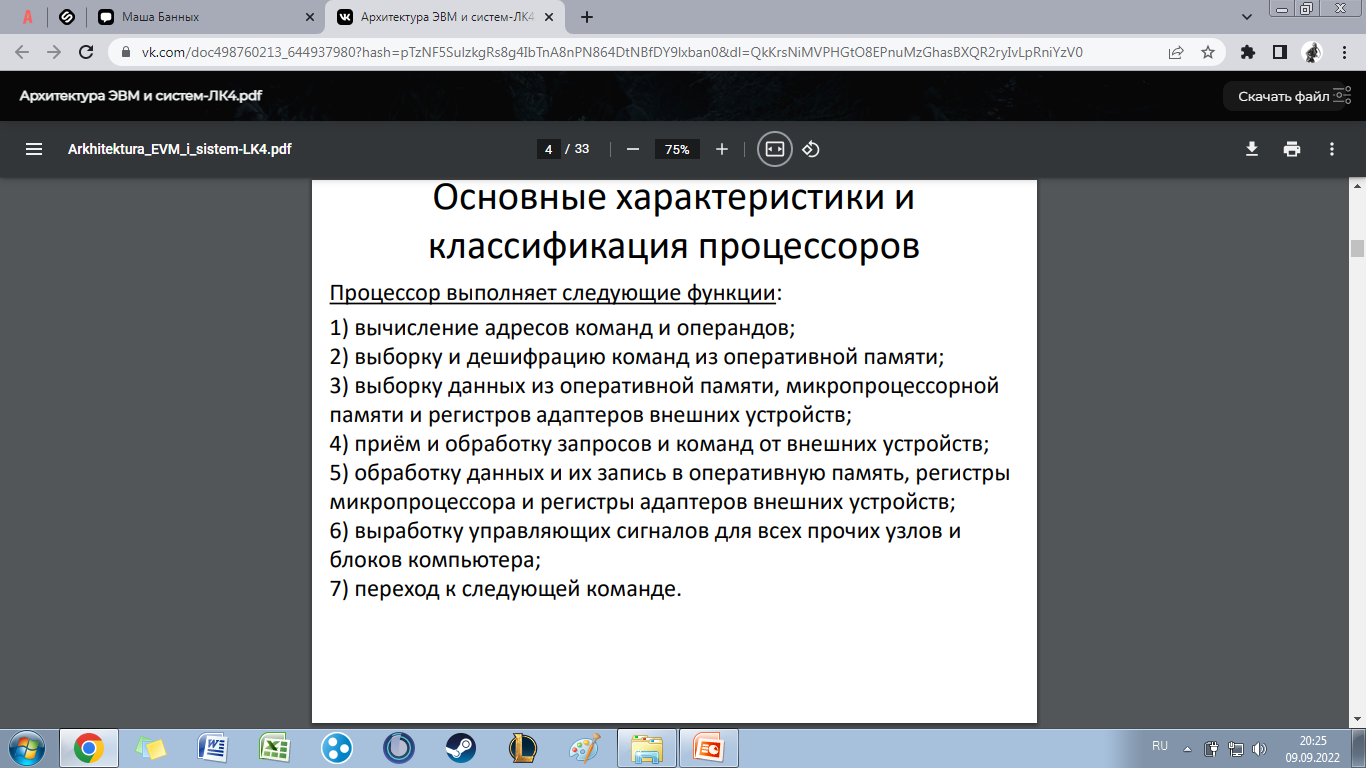 Маша Банных
Архитектура ЭВМ и систем-ЛК4
vk.com/doc498760213_644937980?hash=pTzNF5SuIzkgRs8g4IbTnA8nPN864DtNBfDY9lxban0&dl=QkKrsNiMVPHGtO8EPnuMzGhasBXQR2ryIvLpRniYzV0
Архитектура ЭВМ и систем-ЛК4.pdf
Скачать файл
Arkhitektura_EVM_i_sistem-LK4.pdf
4 / 33
75%
Основные характеристики и
классификация процессоров
Процессор выполняет следующие функции:
1) вычисление адресов команд и операндов;
2) выборку и дешифрацию команд из оперативной памяти;
3) выборку данных из оперативной памяти, микропроцессорной
памяти и регистров адаптеров внешних устройств;
4) приём и обработку запросов и команд от внешних устройств;
5) обработку данных и их запись в оперативную память, регистры
микропроцессора и регистры адаптеров внешних устройств;
6) выработку управляющих сигналов для всех прочих узлов и
блоков компьютера;
7) переход к следующей команде.
RU
20:25
09.09.2022